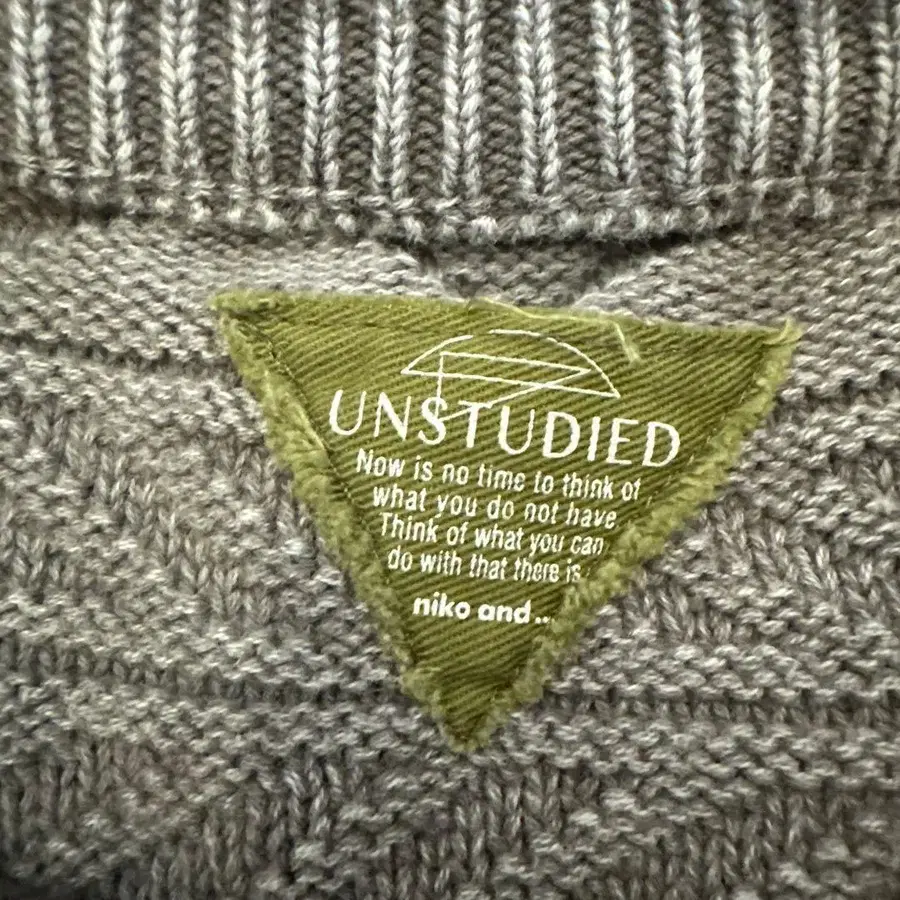 UNSTUDIED
Now is no time to think of
what you do not have
Think of what you can
do with that there is
niko and...